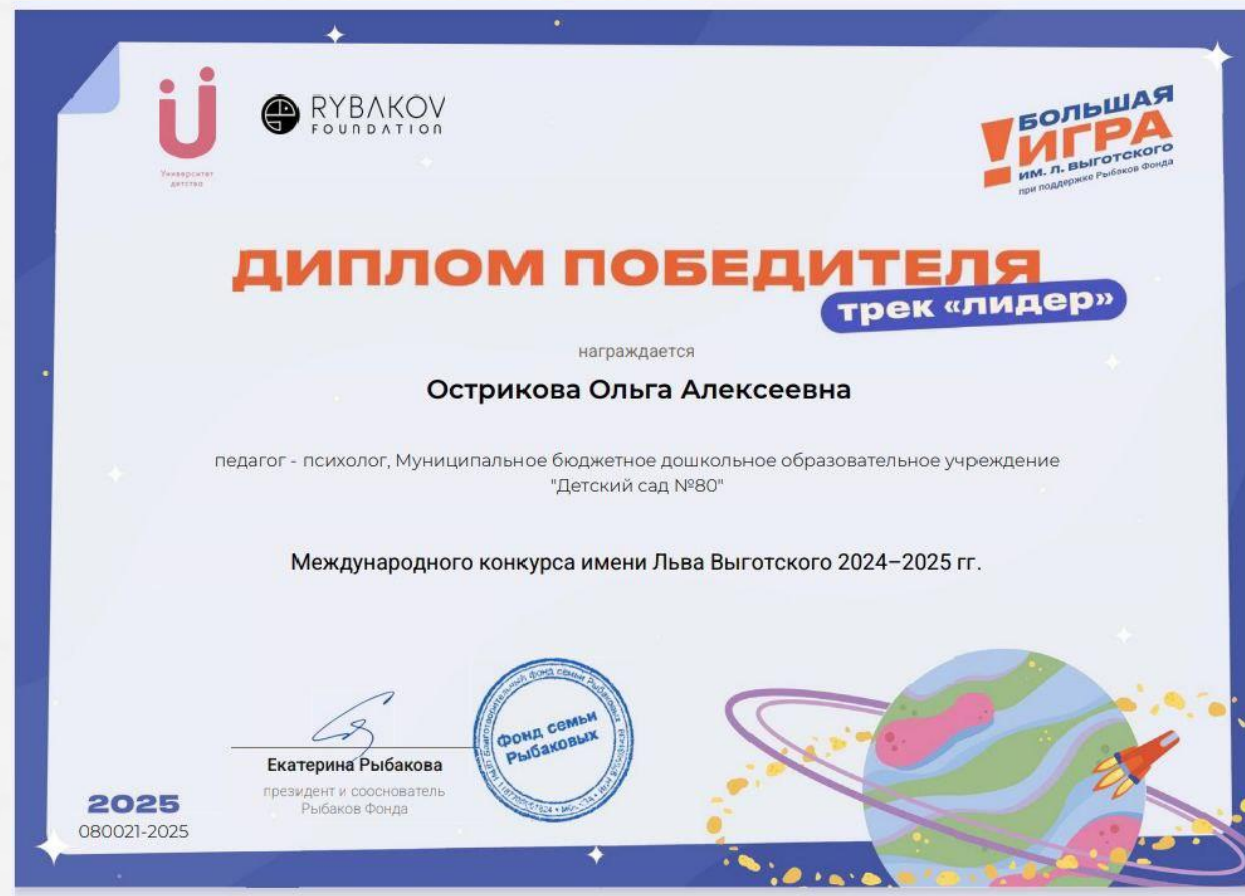 Университет
детства
RYBAKOV
FOUNDATION
БОЛЬШАЯ
ИГРА
ИМ. Л. ВЫГОТСКОГО
при поддержке Рыбаков Фонда
ДИПЛОМ ПОБЕДИТЕЛЯ
трек «лидер»
награждается
Острикова Ольга Алексеевна
педагог - психолог, Муниципальное бюджетное дошкольное образовательное учреждение
"Детский сад №80"
Международного конкурса имени Льва Выготского 2024–2025 гг.
Фонд семьи
Рыбаковых
Екатерина Рыбакова
президент и сооснователь
Рыбаков Фонда
2025
080021-2025